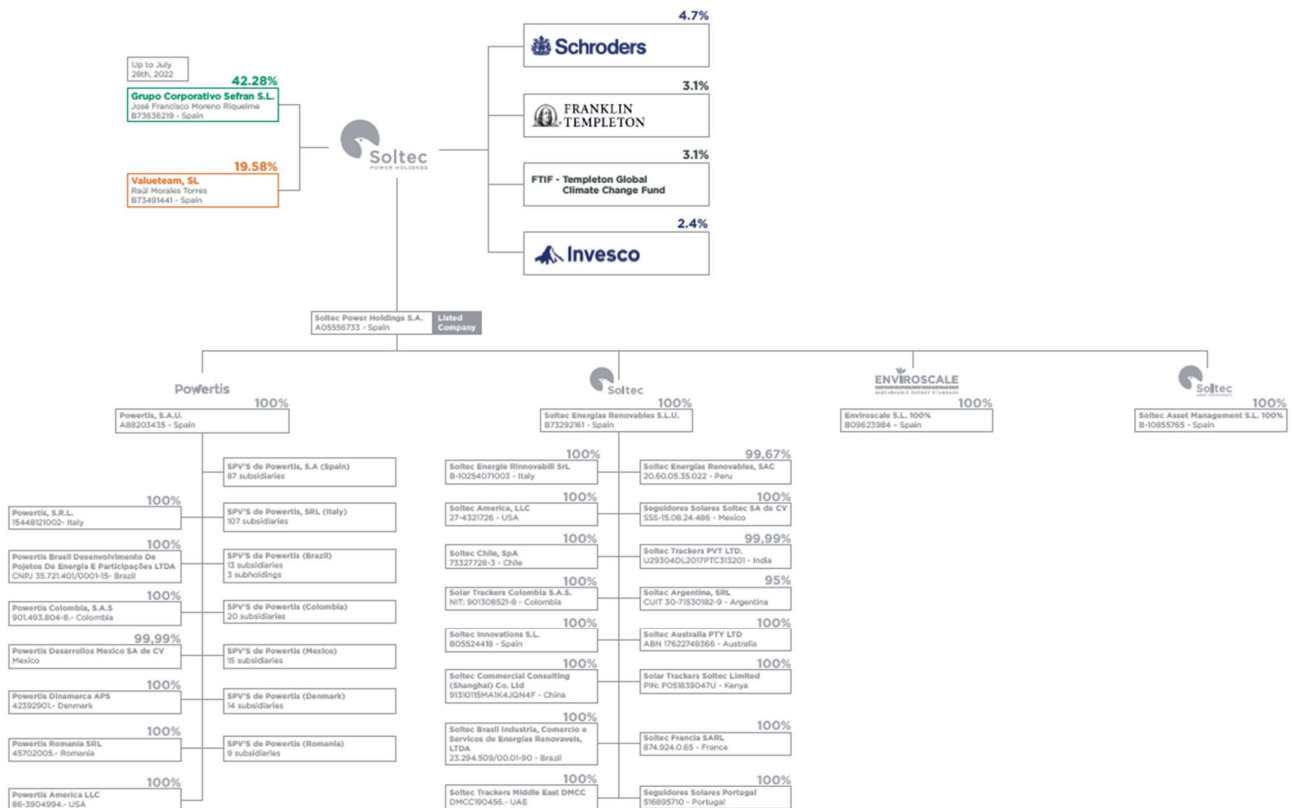 Up to July
28th, 2022
42.28%
Grupo Corporativo Sefran S.L.
José Francisco Moreno Riquelme
B73636219 - Spain
19.58%
Valueteam, SL
Raúl Morales Torres
B73491441 - Spain
Soltec
POWER HOLDINGS
4.7%
Schroders
3.1%
FRANKLIN
TEMPLETON
3.1%
FTIF - Templeton Global
Climate Change Fund
2.4%
Invesco
Soltec Power Holdings S.A.
A05556733 - Spain
Listed
Company
Powertis
100%
Powertis, S.A.U.
A88203435 - Spain
SPV'S de Powertis, S.A (Spain)
87 subsidiaries
100%
Powertis, S.R.L.
15448121002- Italy
SPV'S de Powertis, SRL (Italy)
107 subsidiaries
100%
Powertis Brasil Desenvolvimento De
Pojetos De Energia E Participações LTDA
CNPJ 35.721.401/0001-15- Brazil
SPV'S de Powertis (Brazil)
13 subsidiaries
3 subholdings
100%
Powertis Colombia, S.A.S
901.493.804-8.- Colombia
SPV'S de Powertis (Colombia)
20 subsidiaries
99,99%
Powertis Desarrollos Mexico SA de CV
Mexico
SPV'S de Powertis (Mexico)
15 subsidiaries
100%
Powertis Dinamarca APS
42392901.- Denmark
SPV'S de Powertis (Denmark)
14 subsidiaries
100%
Powertis Romania SRL
45702005.- Romania
SPV'S de Powertis (Romania)
9 subsidiaries
100%
Powertis America LLC
86-3904994.- USA
Soltec
100%
Soltec Energías Renovables S.L.U.
B73292161 - Spain
100%
Soltec Energie Rinnovabili SrL
B-10254071003 - Italy
99,67%
Soltec Energías Renovables, SAC
20.60.05.35.022 - Peru
100%
Soltec America, LLC
27-4321726 - USA
100%
Seguidores Solares Soltec SA de CV
SSS-15.08.24.486 - Mexico
100%
Soltec Chile, SpA
73327728-3 - Chile
99,99%
Soltec Trackers PVT LTD.
U29304DL2017PTC313201 - India
100%
Solar Trackers Colombia S.A.S.
NIT: 901308521-8 - Colombia
95%
Soltec Argentina, SRL
CUIT 30-71530182-9 - Argentina
100%
Soltec Innovations S.L.
B05524418 - Spain
100%
Soltec Australia PTY LTD
ABN 17622749366 - Australia
100%
Soltec Commercial Consulting
(Shanghai) Co. Ltd
91310115MA1K4JQN4F - China
100%
Solar Trackers Soltec Limited
PIN: P051839047U - Kenya
100%
Soltec Brasil Industria, Comercio e
Servicos de Energias Renovaveis,
LTDA
23.294.509/00.01-90 - Brazil
100%
Soltec Francia SARL
874.924.0.65 - France
100%
Soltec Trackers Middle East DMCC
DMCC190456.- UAE
100%
Seguidores Solares Portugal
516895710 - Portugal
ENVIROSCALE
SUSTAINABLE ENERGY STANDARD
100%
Enviroscale S.L. 100%
B09623984 – Spain
Soltec
ASSET MANAGEMENT
100%
Soltec Asset Management S.L. 100%
B-10855765 - Spain